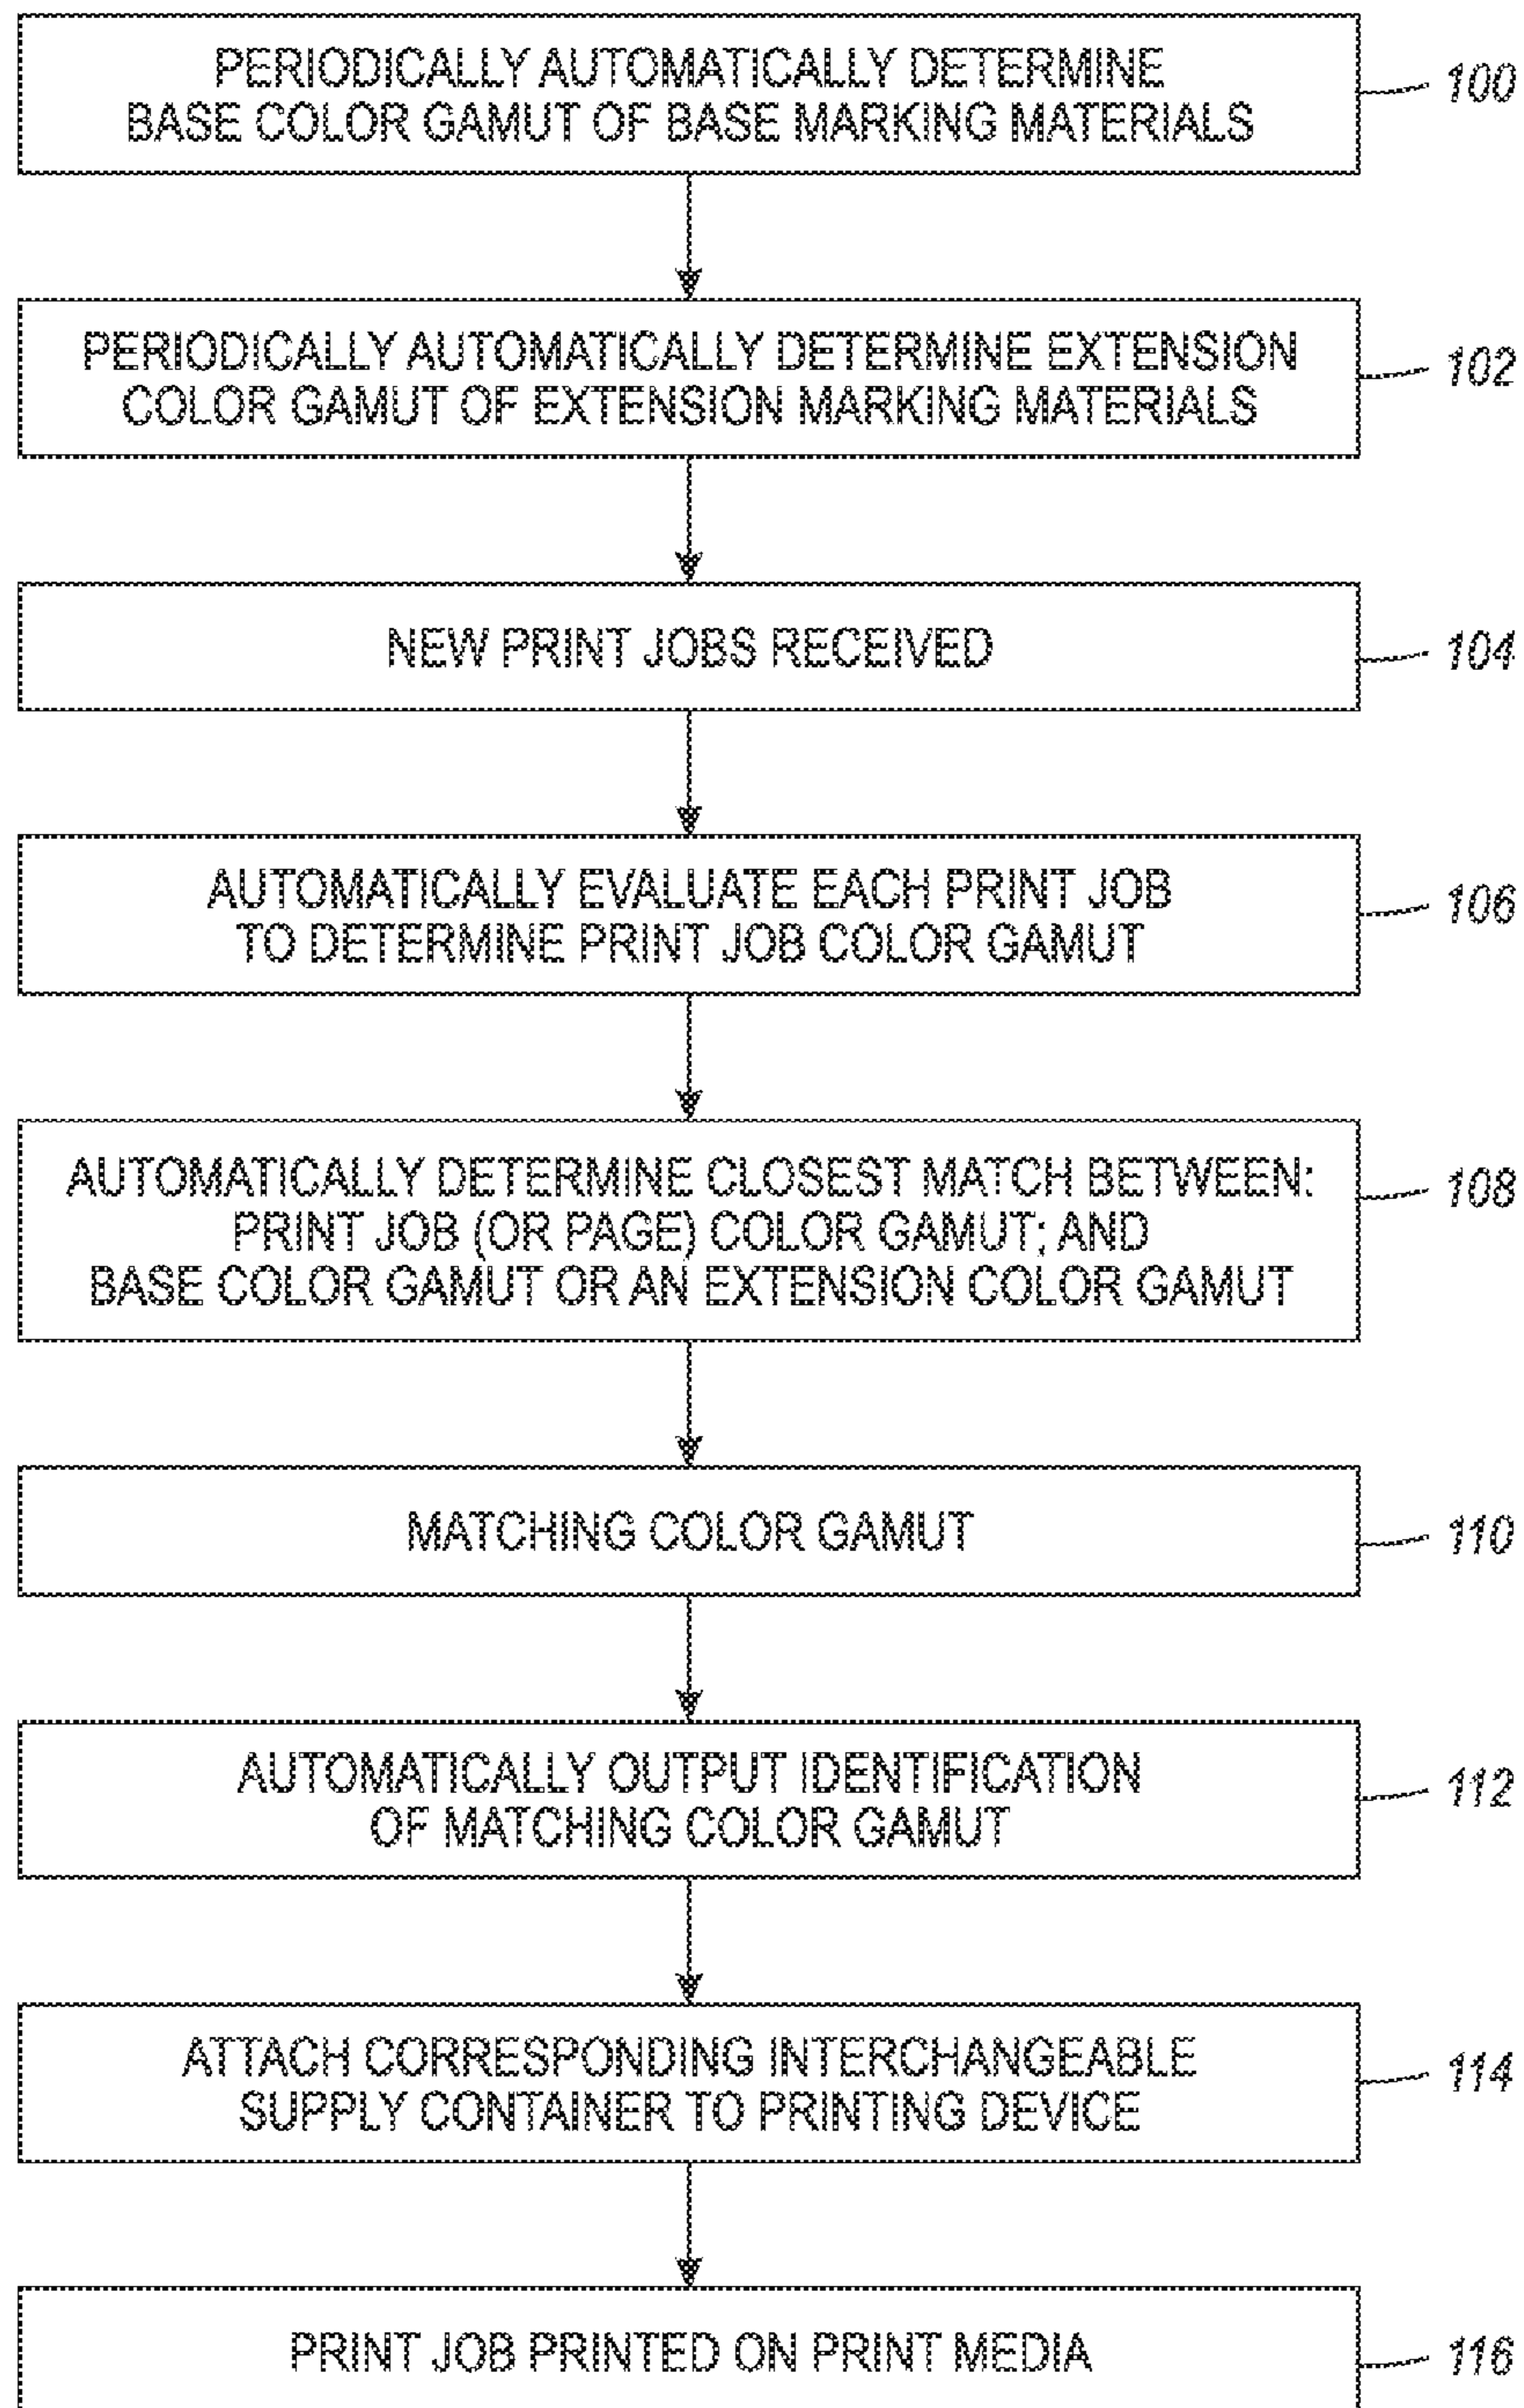 PERIODICALLY AUTOMATICALLY DETERMINE
BASE COLOR GAMUT OF BASE MARKING MATERIALS
100
PERIODICALLY AUTOMATICALLY DETERMINE EXTENSION
COLOR GAMUT OF EXTENSION MARKING MATERIALS
102
NEW PRINT JOBS RECEIVED
104
AUTOMATICALLY EVALUATE EACH PRINT JOB
TO DETERMINE PRINT JOB COLOR GAMUT
106
AUTOMATICALLY DETERMINE CLOSEST MATCH BETWEEN:
PRINT JOB (OR PAGE) COLOR GAMUT; AND
BASE COLOR GAMUT OR AN EXTENSION COLOR GAMUT
108
MATCHING COLOR GAMUT
110
AUTOMATICALLY OUTPUT IDENTIFICATION
OF MATCHING COLOR GAMUT
112
ATTACH CORRESPONDING INTERCHANGEABLE
SUPPLY CONTAINER TO PRINTING DEVICE
114
PRINT JOB PRINTED ON PRINT MEDIA
116